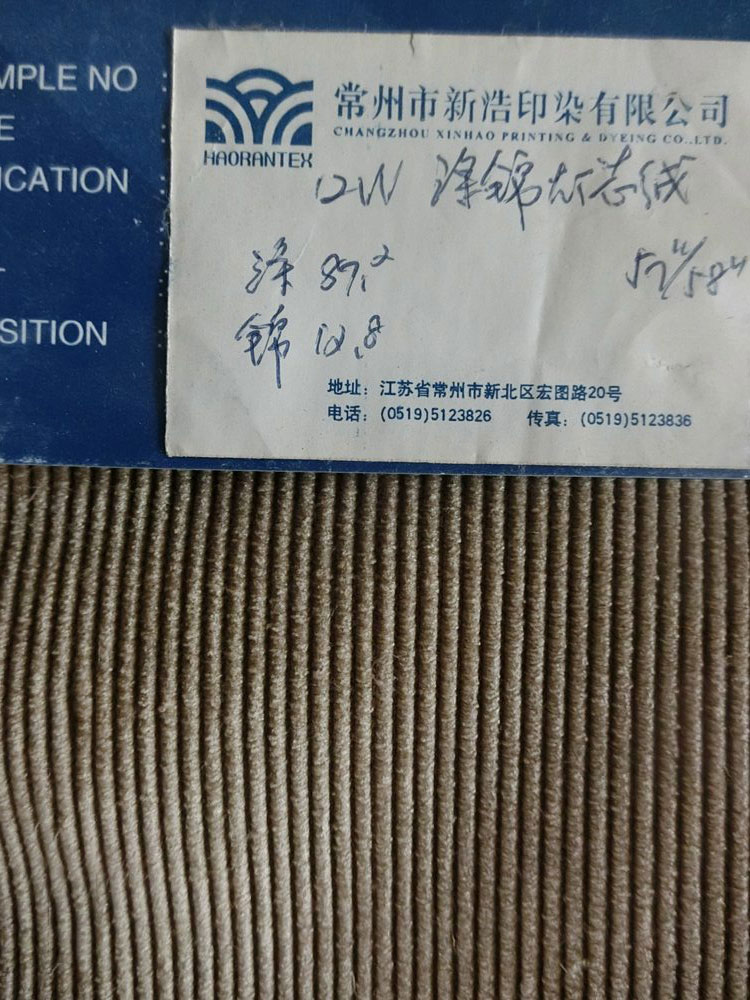 MPLE NO :
E :
ICATION :
SITION :
HAORANTEX
常州市新浩印染有限公司
CHANGZHOU XINHAO PRINTING & DYEING CO.,LTD.
12W 涤锦灯芯绒
涤 87.2 57"/58"
锦 12.8
地址：江苏省常州市新北区宏图路20号
电话：(0519)5123826 传真：(0519)5123836